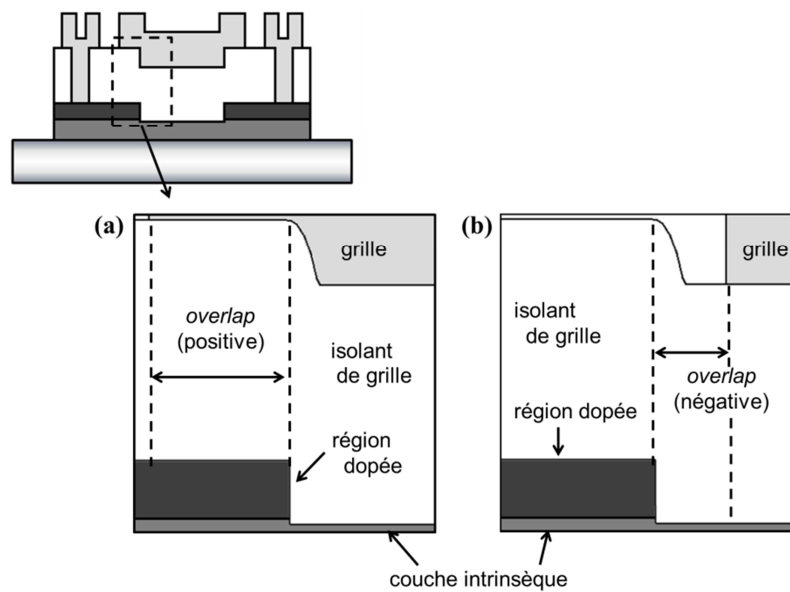 (a)
grille
overlap
(positive)
isolant
de grille
région
dopée
(b)
grille
isolant
de grille
overlap
(négative)
région dopée
couche intrinsèque